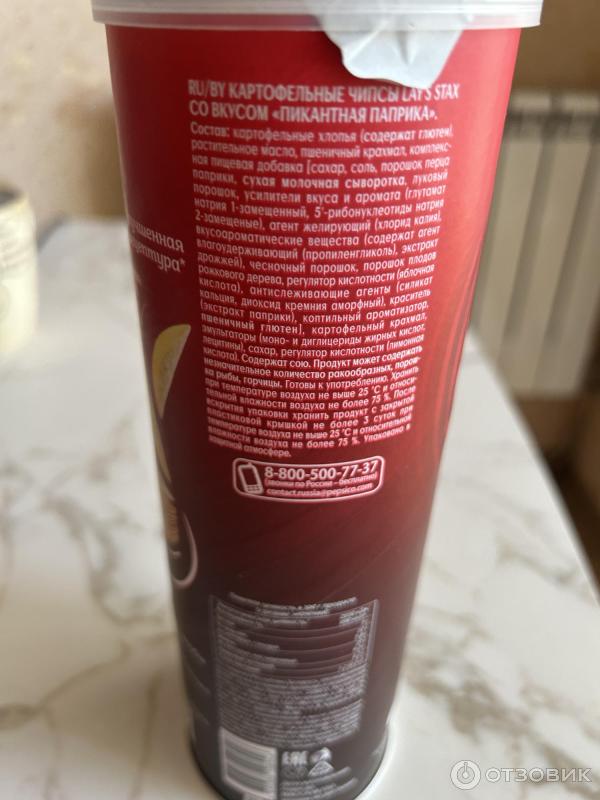 RU/BY КАРТОФЕЛЬНЫЕ ЧИПСЫ LAY'S STAX
СО ВКУСОМ «ПИКАНТНАЯ ПАПРИКА».
Состав: картофельные хлопья (содержат глютен),
растительное масло, пшеничный крахмал, комплекс-
ная пищевая добавка [сахар, соль, порошок перца
паприки, сухая молочная сыворотка, луковый
порошок, усилители вкуса и аромата (глутамат
натрия 1-замещенный, 5'-рибонуклеотиды натрия
2-замещеные), агент желирующий (хлорид калия),
вкусоароматические вещества (содержат агент
влагоудерживающий (пропиленгликоль), экстракт
дрожжей), чесночный порошок, порошок плодов
рожкового дерева, регулятор кислотности (яблочная
кислота), антислеживающие агенты (силикат
кальция, диоксид кремния аморфный), краситель
(экстракт паприки), коптильный ароматизатор,
пшеничный глютен], картофельный крахмал,
эмульгаторы (моно- и диглицериды жирных кислот,
лецитины), сахар, регулятор кислотности (лимонная
кислота). Содержат сою. Продукт может содержать
незначительное количество ракообразных, поро-
рыбы, горчицы. Готовы к употреблению. Хранить
при температуре воздуха не выше 25 °С и относи-
тельной влажности воздуха не более 75 %. После
вскрытия упаковки хранить продукт с закрытой
пластиковой крышкой не более 3 суток при
температуре воздуха не выше 25 °С и относительной
влажности воздуха не более 75 %. Упаковано в
защитной атмосфере.
8-800-500-77-37
(звонки по России – бесплатно)
contact.russia@pepsico.com
учшенная
цептура*
ЕАС
ОТЗОВИК